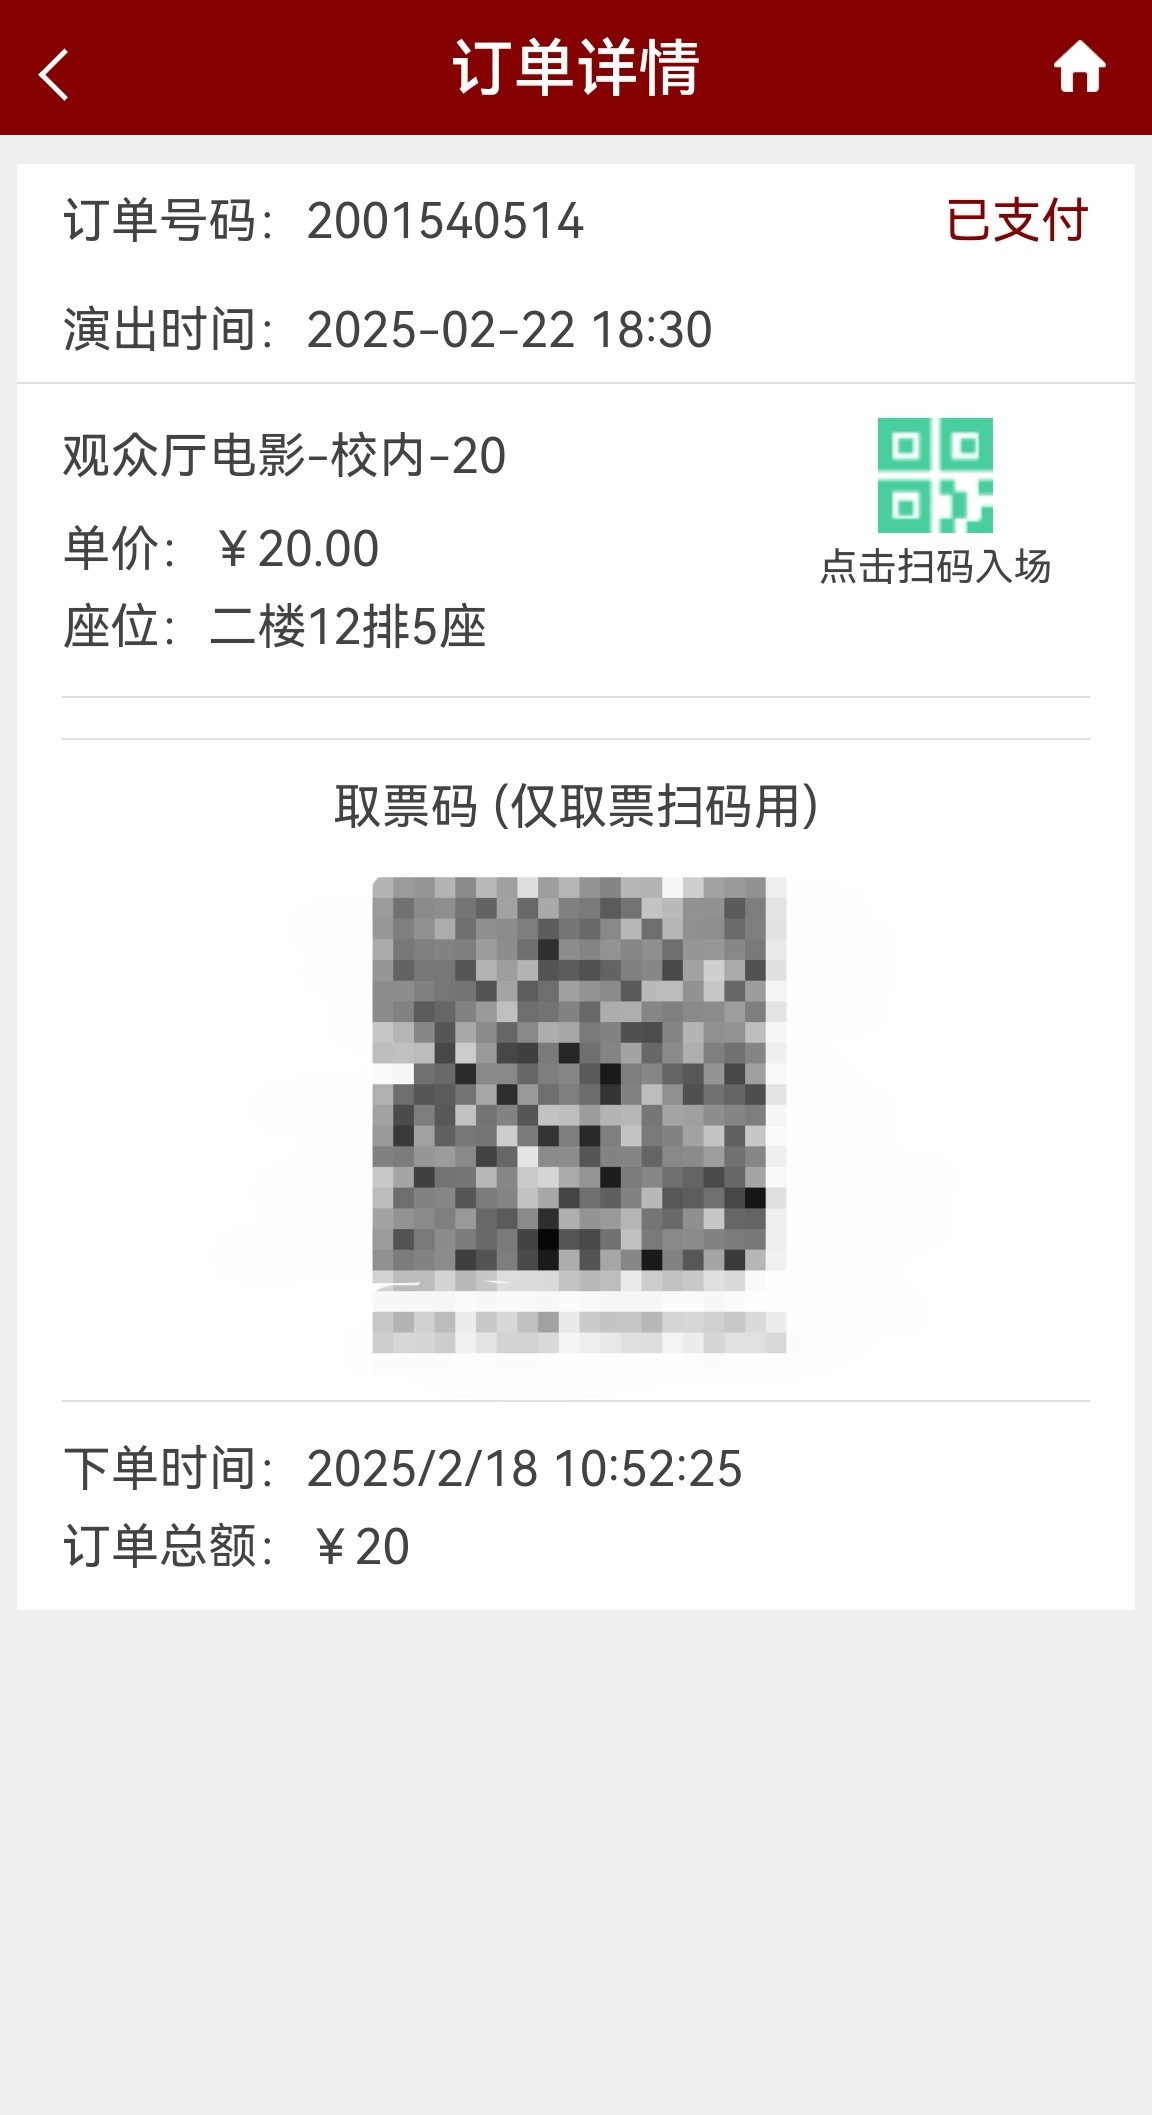 订单详情
订单号码：2001540514 已支付
演出时间：2025-02-22 18:30
观众厅电影-校内-20
单价：￥20.00
点击扫码入场
座位：二楼12排5座
取票码 (仅取票扫码用)
下单时间：2025/2/18 10:52:25
订单总额：￥20